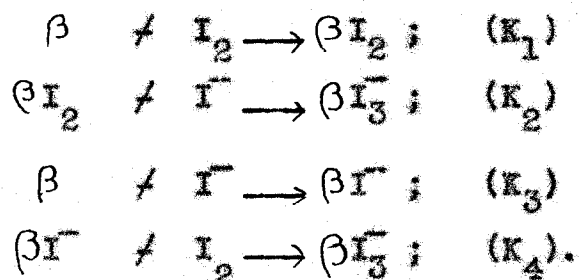 β ≁ I₂ ⟶ βI₂ ; (K₁)
βI₂ ≁ I⁻ ⟶ βI₃⁻ ; (K₂)
β ≁ I⁻ ⟶ βI⁻ ; (K₃)
βI⁻ ≁ I₂ ⟶ βI₃⁻ ; (K₄).